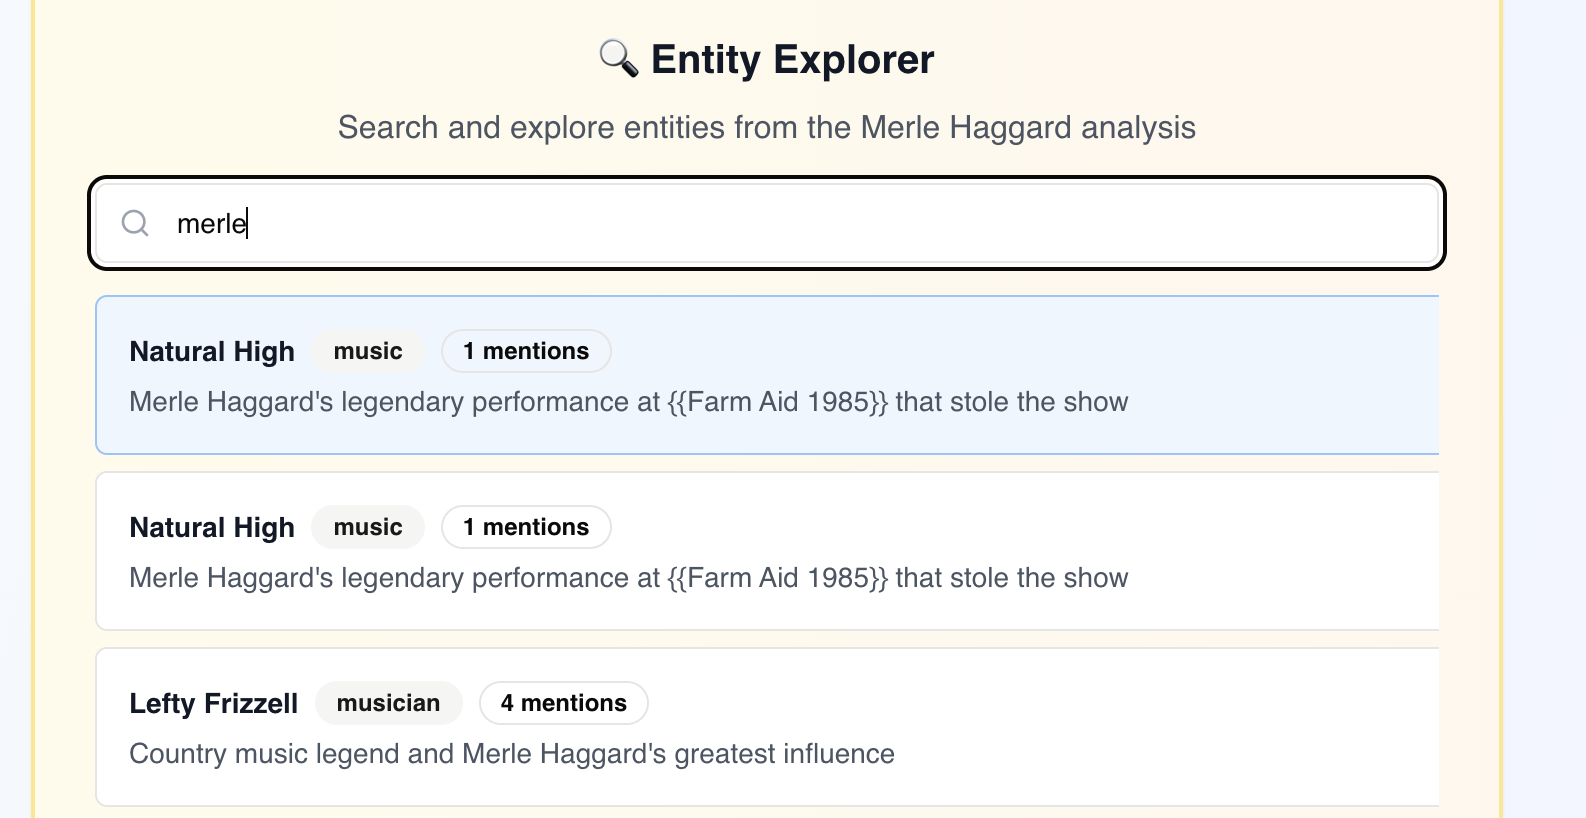 🔍 Entity Explorer
Search and explore entities from the Merle Haggard analysis
merle
Natural High music 1 mentions
Merle Haggard's legendary performance at {{Farm Aid 1985}} that stole the show
Natural High music 1 mentions
Merle Haggard's legendary performance at {{Farm Aid 1985}} that stole the show
Lefty Frizzell musician 4 mentions
Country music legend and Merle Haggard's greatest influence